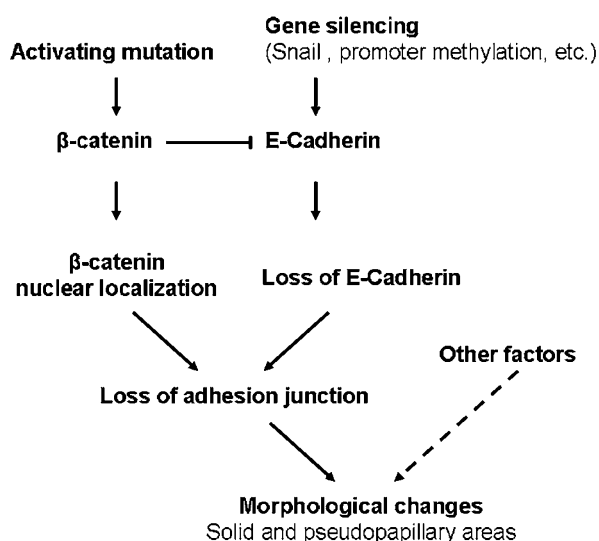 Gene silencing
Activating mutation
(Snail , promoter methylation, etc.)
β-catenin
E-Cadherin
β-catenin
nuclear localization
Loss of E-Cadherin
Other factors
Loss of adhesion junction
Morphological changes
Solid and pseudopapillary areas